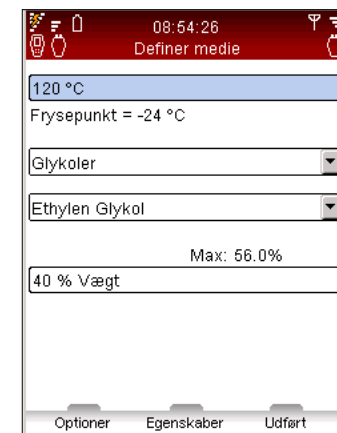 08:54:26
Definer medie
120 °C
Frysepunkt = -24 °C
Glykoler
Ethylen Glykol
Max: 56.0%
40 % Vægt
Optioner Egenskaber Udført